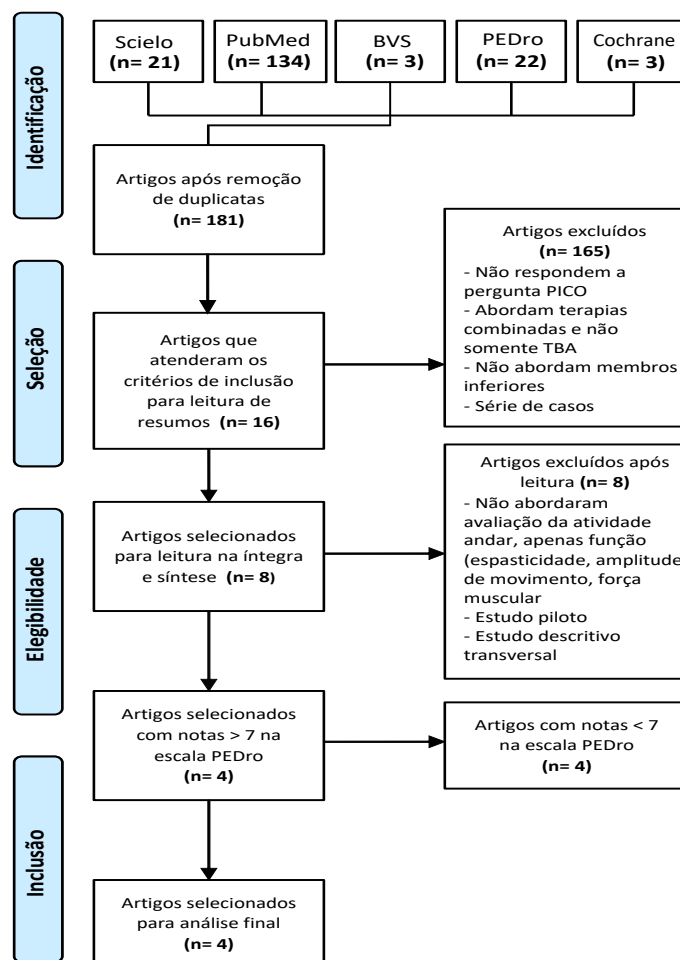 Identificação
Scielo
(n= 21)
PubMed
(n= 134)
BVS
(n= 3)
PEDro
(n= 22)
Cochrane
(n= 3)
Artigos após remoção
de duplicatas
(n= 181)
Seleção
Artigos que
atenderam os
critérios de inclusão
para leitura de
resumos (n= 16)
Artigos excluídos
(n= 165)
- Não respondem a
pergunta PICO
- Abordam terapias
combinadas e não
somente TBA
- Não abordam membros
inferiores
- Série de casos
Elegibilidade
Artigos selecionados
para leitura na íntegra
e síntese (n= 8)
Artigos excluídos após
leitura (n= 8)
- Não abordaram
avaliação da atividade
andar, apenas função
(espasticidade, amplitude
de movimento, força
muscular
- Estudo piloto
- Estudo descritivo
transversal
Artigos selecionados
com notas > 7 na
escala PEDro
(n= 4)
Artigos com notas < 7
na escala PEDro
(n= 4)
Inclusão
Artigos selecionados
para análise final
(n= 4)